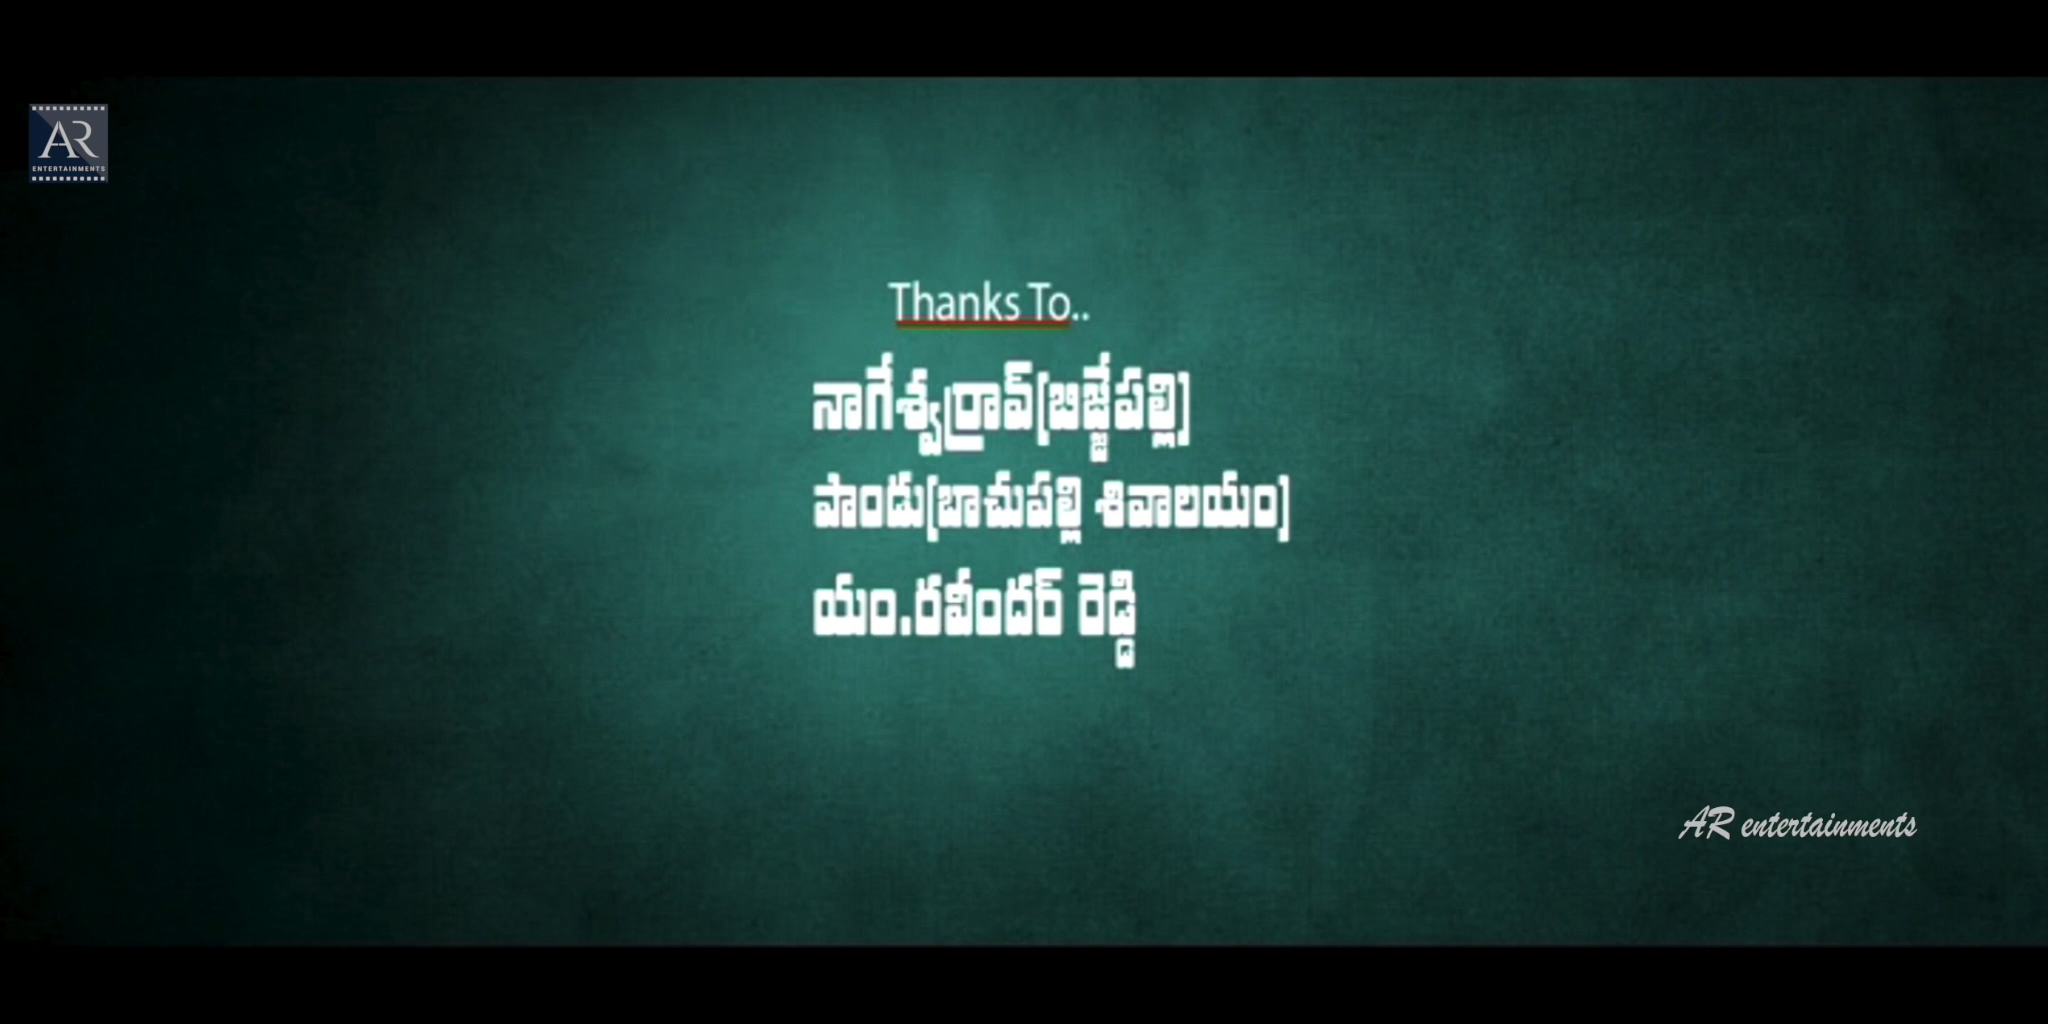 AR
ENTERTAINMENTS
Thanks To..
నాగేశ్వర్రావ్(బిజ్జేపల్లి)
పాండు(బాచుపల్లి శివాలయం)
యం.రవీందర్ రెడ్డి
AR entertainments